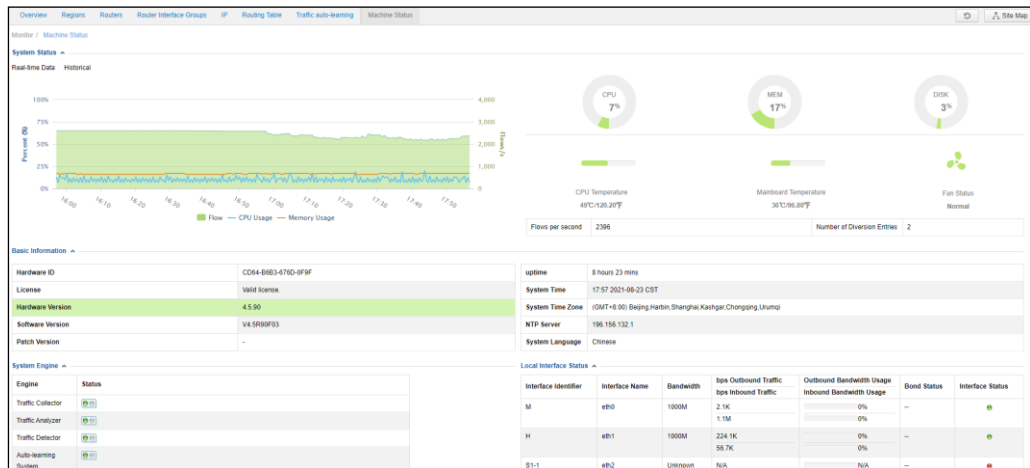 Overview Regions Routers Router Interface Groups IP Routing Table Traffic auto-learning Machine Status Site Map
Monitor / Machine Status
System Status
Real-time Data Historical
100% 4,000
75% 3,000
50% 2,000
25% 1,000
0% 0
Percent (%)
Flows/s
16:00 16:10 16:20 16:30 16:40 16:50 17:00 17:10 17:20 17:30 17:40 17:50
Flow CPU Usage Memory Usage
CPU
7%
MEM
17%
DISK
3%
CPU Temperature
49°C/120.20°F
Mainboard Temperature
36°C/96.80°F
Fan Status
Normal
Flows per second 2396 Number of Diversion Entries 2
Basic Information
Hardware ID CD64-B6B3-676D-0F9F
License Valid license.
Hardware Version 4.5.90
Software Version V4.5R90F03
Patch Version -
uptime 8 hours 23 mins
System Time 17:57 2021-08-23 CST
System Time Zone (GMT+8:00) Beijing,Harbin,Shanghai,Kashgar,Chongqing,Urumqi
NTP Server 196.156.132.1
System Language Chinese
System Engine
Engine Status
Traffic Collector
Traffic Analyzer
Traffic Detector
Auto-learning
System
Local Interface Status
Interface Identifier Interface Name Bandwidth bps Outbound Traffic Outbound Bandwidth Usage Bond Status Interface Status
bps Inbound Traffic Inbound Bandwidth Usage
M eth0 1000M 2.1K 0% --
1.1M 0%
H eth1 1000M 224.1K 0% --
56.7K 0%
S1-1 eth2 Unknown N/A N/A --